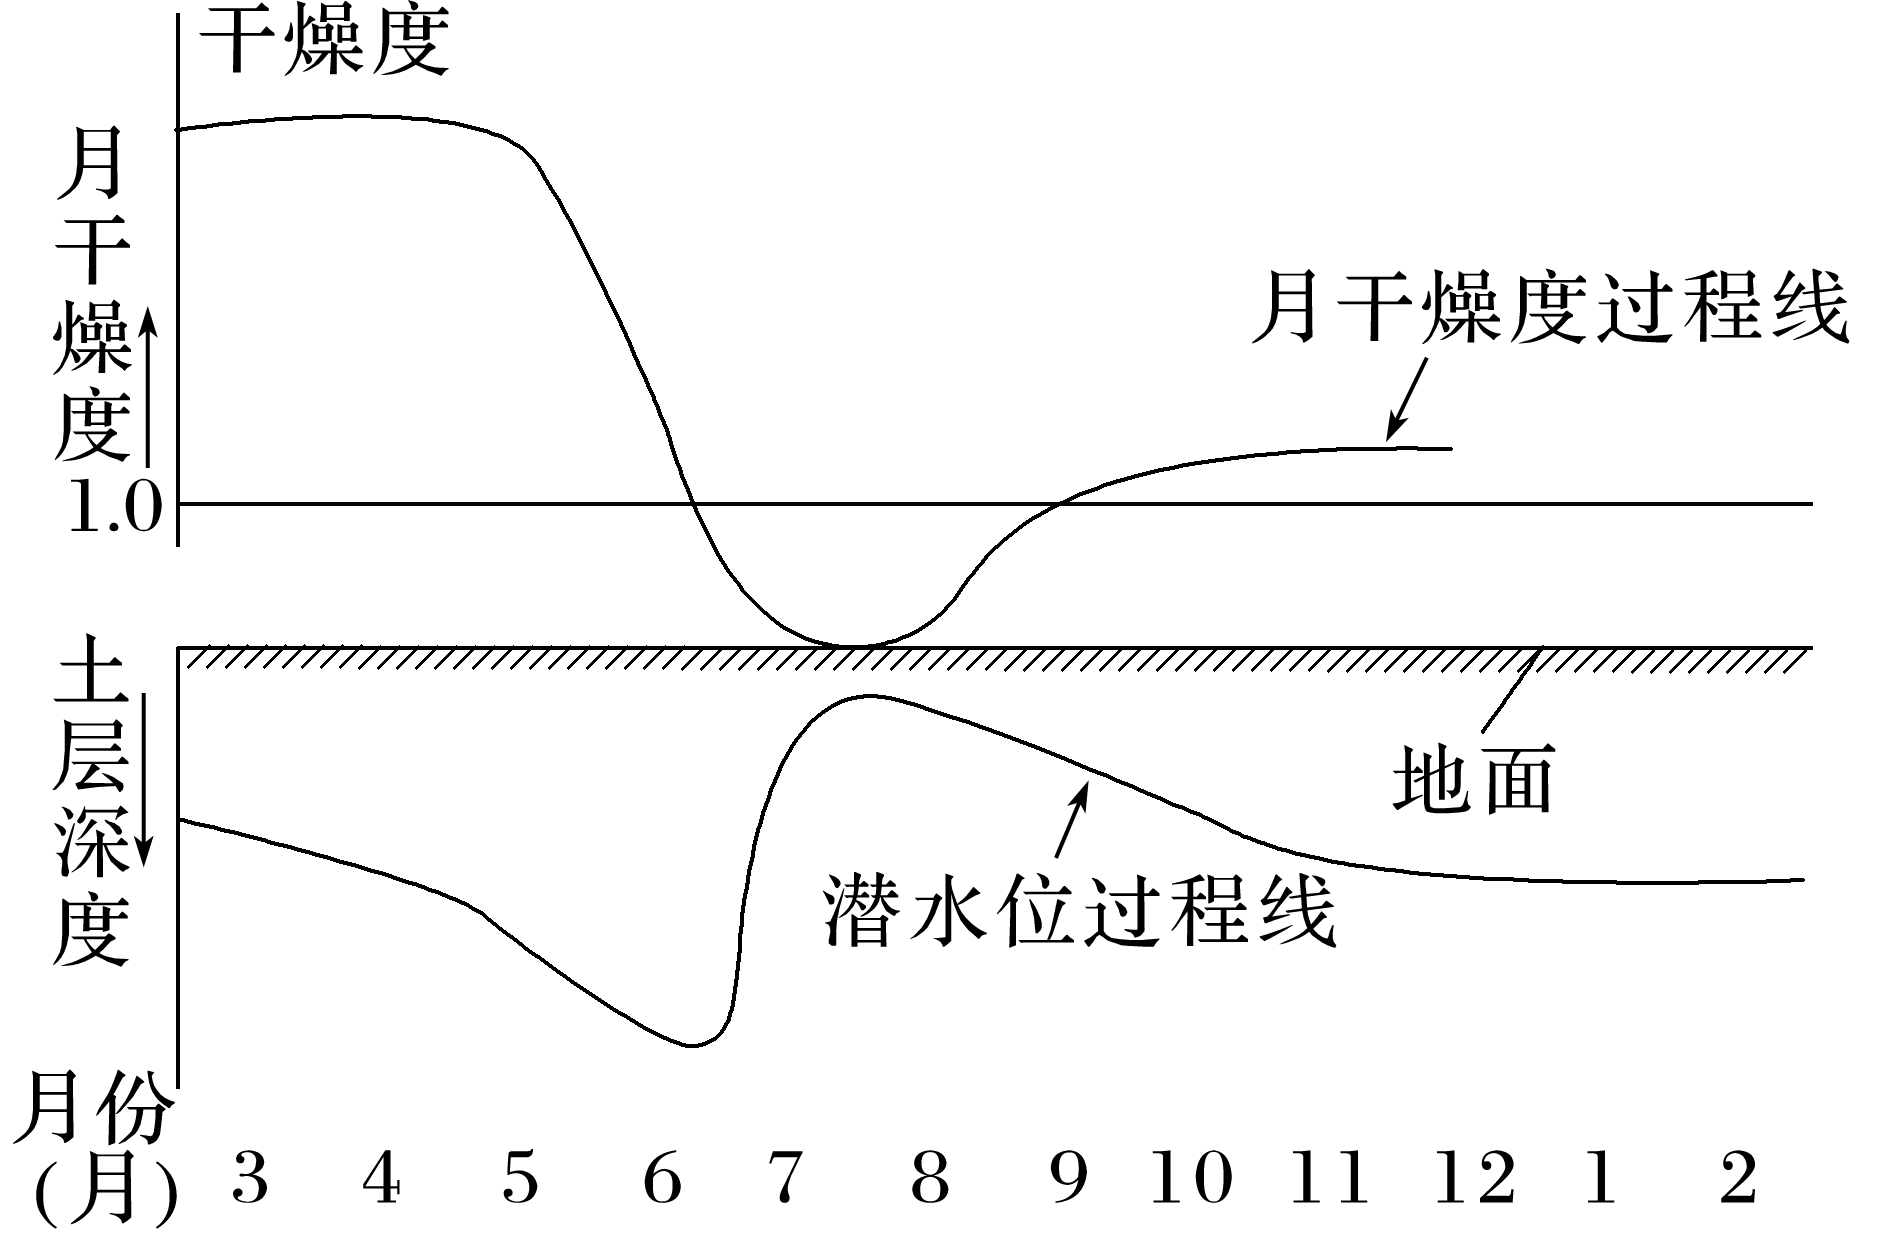 干燥度
月干燥度
1.0
月干燥度过程线
土层深度
地面
潜水位过程线
月份
(月) 3 4 5 6 7 8 9 10 11 12 1 2